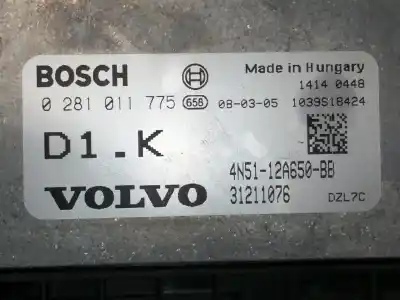 BOSCH Made in Hungary
1414 0448
0 281 011 775 658 08-03-05 1039S18424
D1.K
4N51-12A650-BB
VOLVO 31211076 DZL7C